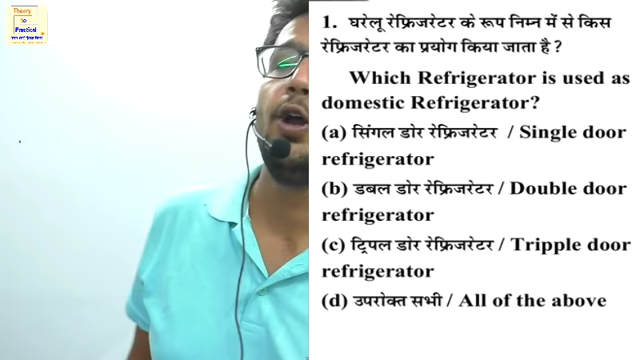 Theory
to
Practical
1. घरेलू रेफ्रिजरेटर के रूप निम्न में से किस
रेफ्रिजरेटर का प्रयोग किया जाता है ?
Which Refrigerator is used as
domestic Refrigerator?
(a) सिंगल डोर रेफ्रिजरेटर / Single door
refrigerator
(b) डबल डोर रेफ्रिजरेटर / Double door
refrigerator
(c) ट्रिपल डोर रेफ्रिजरेटर / Tripple door
refrigerator
(d) उपरोक्त सभी / All of the above